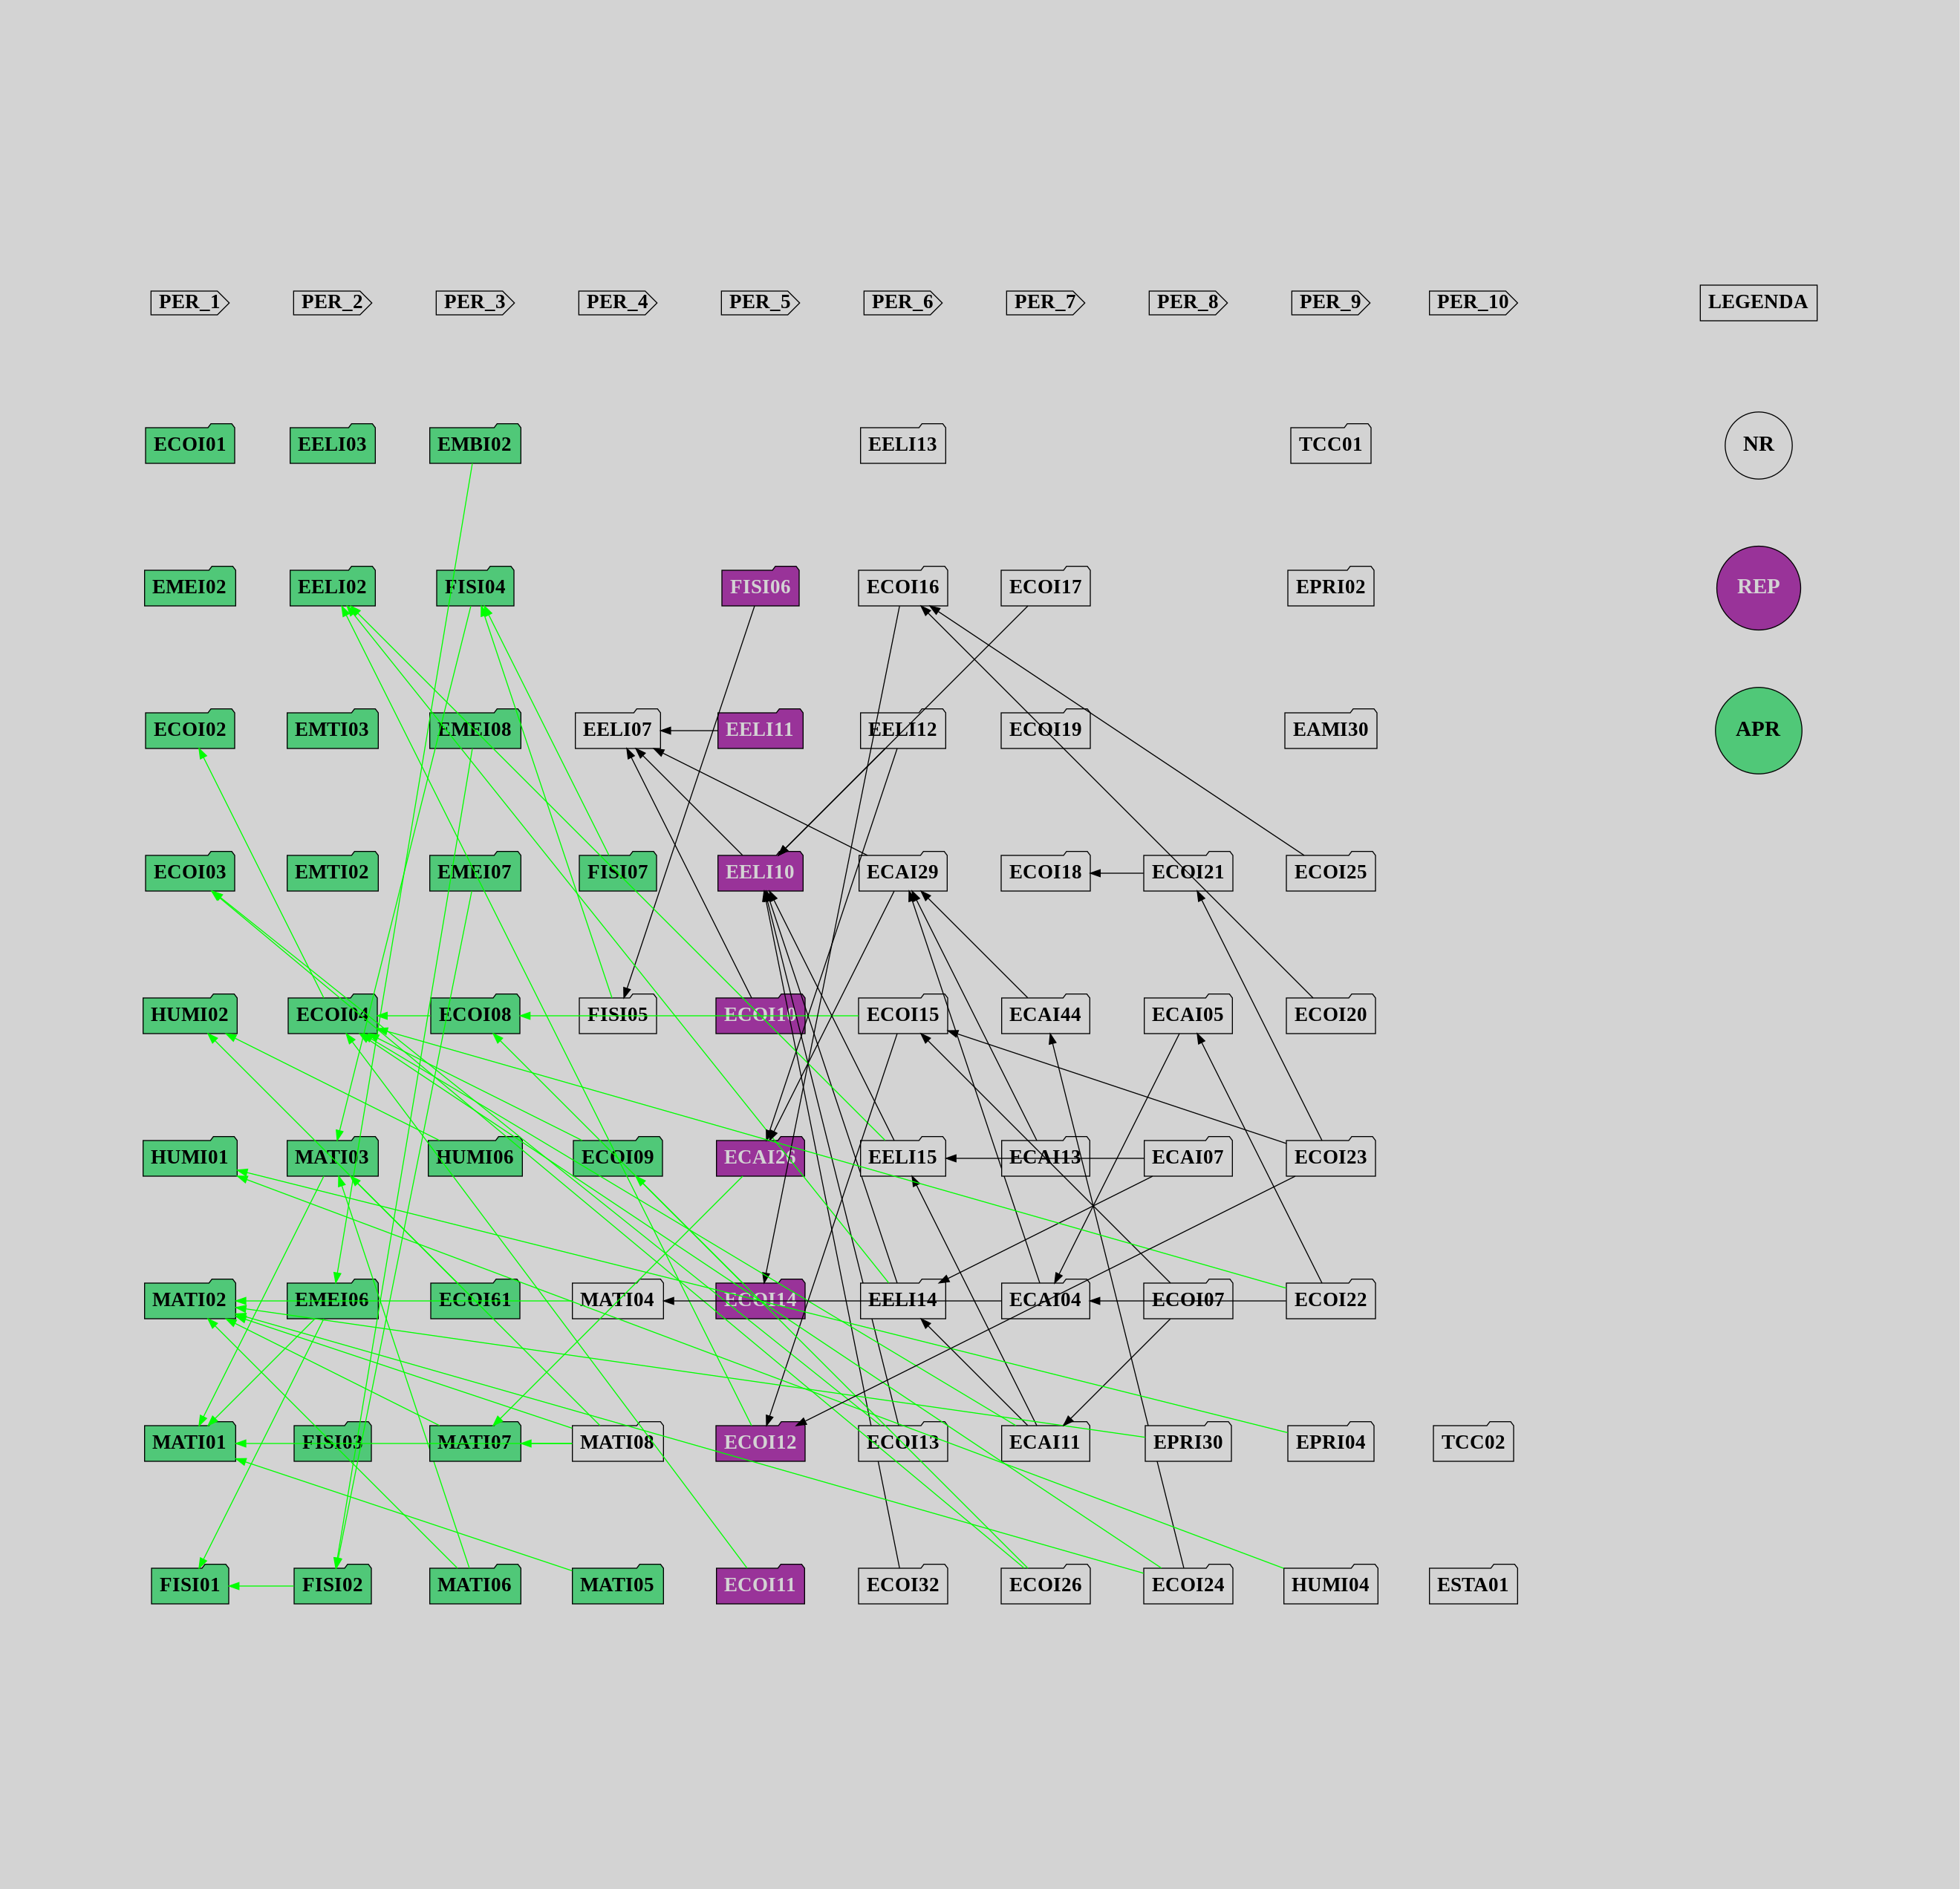 PER_1 PER_2 PER_3 PER_4 PER_5 PER_6 PER_7 PER_8 PER_9 PER_10 LEGENDA
ECOI01 EELI03 EMBI02 EELI13 TCC01 NR
EMEI02 EELI02 FISI04 FISI06 ECOI16 ECOI17 EPRI02 REP
ECOI02 EMTI03 EMEI08 EELI07 EELI11 EELI12 ECOI19 EAMI30 APR
ECOI03 EMTI02 EMEI07 FISI07 EELI10 ECAI29 ECOI18 ECOI21 ECOI25
HUMI02 ECOI04 ECOI08 FISI05 ECOI10 ECOI15 ECAI44 ECAI05 ECOI20
HUMI01 MATI03 HUMI06 ECOI09 ECAI26 EELI15 ECAI13 ECAI07 ECOI23
MATI02 EMEI06 ECOI61 MATI04 ECOI14 EELI14 ECAI04 ECOI07 ECOI22
MATI01 FISI03 MATI07 MATI08 ECOI12 ECOI13 ECAI11 EPRI30 EPRI04 TCC02
FISI01 FISI02 MATI06 MATI05 ECOI11 ECOI32 ECOI26 ECOI24 HUMI04 ESTA01